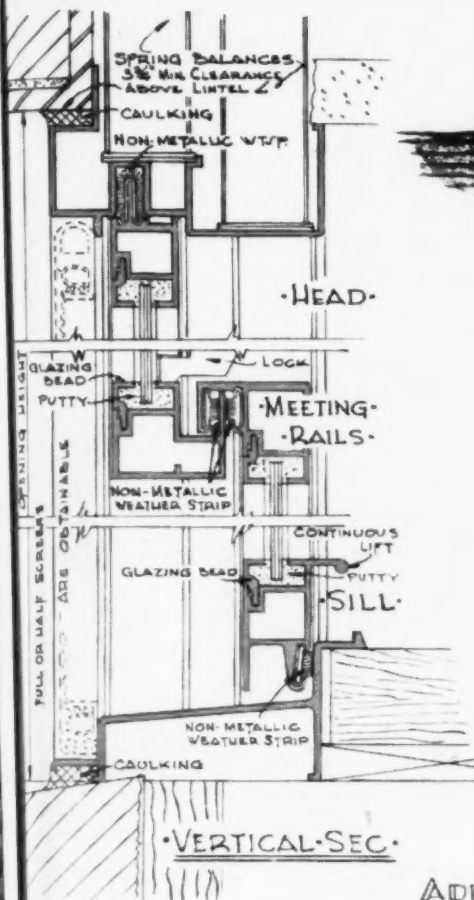 SPRING BALANCES
3¾" MIN. CLEARANCE
ABOVE LINTEL
CAULKING
NON-METALLIC WTSP.
·HEAD·
LOCK
GLAZING
BEAD
PUTTY
·MEETING·
·RAILS·
NON-METALLIC
WEATHER STRIP
OPENING HEIGHT
FULL OR HALF SCREENS
ARE OBTAINABLE
CONTINUOUS
LIFT
GLAZING BEAD
PUTTY
·SILL·
NON-METALLIC
WEATHER STRIP
CAULKING
·VERTICAL·SEC·